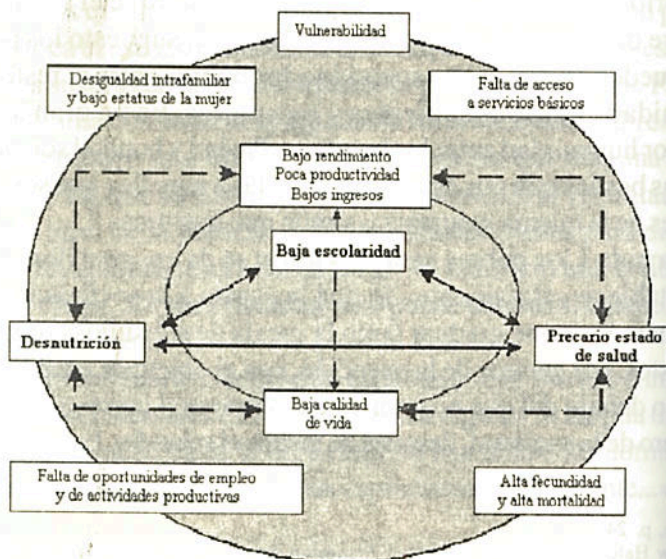 Vulnerabilidad
Desigualdad intrafamiliar
y bajo estatus de la mujer
Falta de acceso
a servicios básicos
Bajo rendimiento
Poca productividad
Bajos ingresos
Baja escolaridad
Desnutrición
Precario estado
de salud
Baja calidad
de vida
Falta de oportunidades de empleo
y de actividades productivas
Alta fecundidad
y alta mortalidad